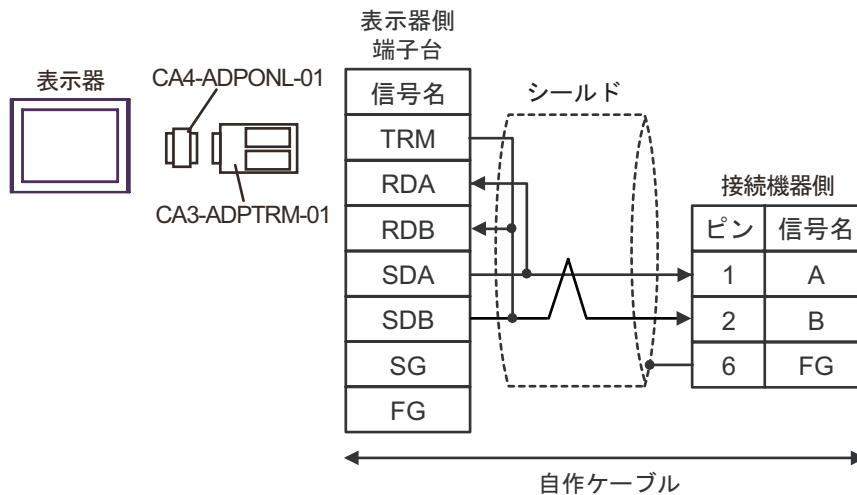 表示器
CA4-ADPONL-01
CA3-ADPTRM-01
表示器側
端子台
信号名
TRM
RDA
RDB
SDA
SDB
SG
FG
シールド
接続機器側
ピン 信号名
1 A
2 B
6 FG
自作ケーブル